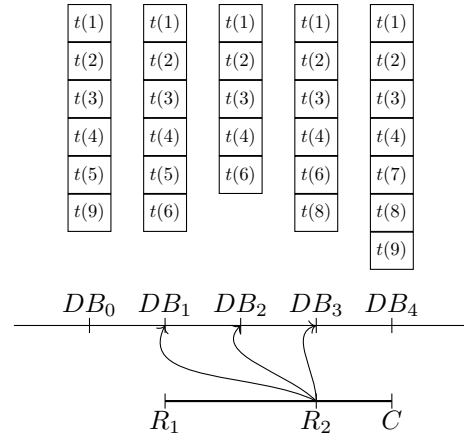 t(1) t(1) t(1) t(1) t(1)
t(2) t(2) t(2) t(2) t(2)
t(3) t(3) t(3) t(3) t(3)
t(4) t(4) t(4) t(4) t(4)
t(5) t(5) t(6) t(6) t(7)
t(9) t(6) t(8) t(8)
t(9)
DB₀ DB₁ DB₂ DB₃ DB₄
R₁ R₂ C